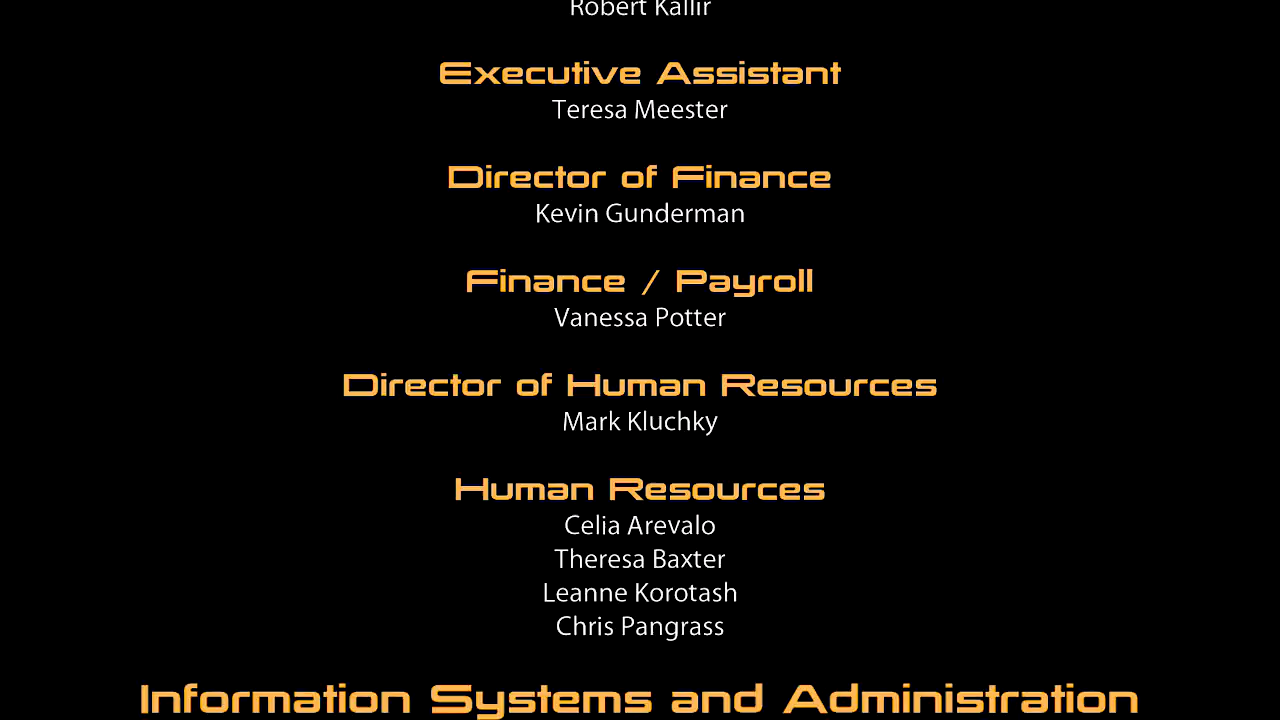 Robert Kallir
Executive Assistant
Teresa Meester
Director of Finance
Kevin Gunderman
Finance / Payroll
Vanessa Potter
Director of Human Resources
Mark Kluchky
Human Resources
Celia Arevalo
Theresa Baxter
Leanne Korotash
Chris Pangrass
Information Systems and Administration